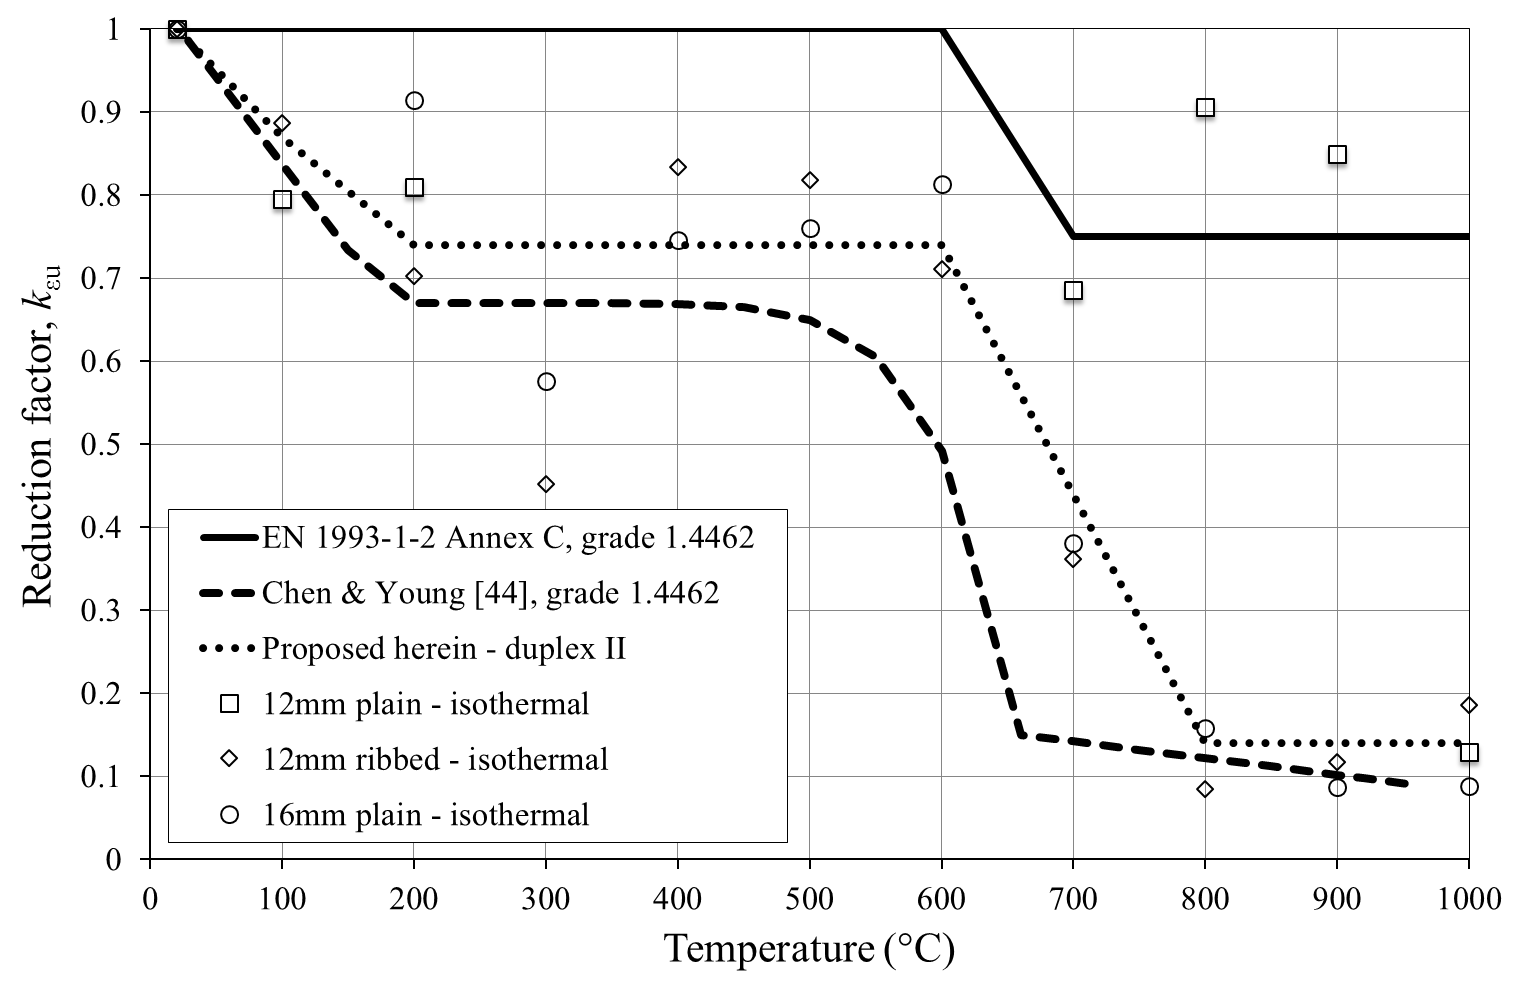 1
0.9
0.8
0.7
0.6
0.5
0.4
0.3
0.2
0.1
0
Reduction factor, kεu
EN 1993-1-2 Annex C, grade 1.4462
Chen & Young [44], grade 1.4462
Proposed herein - duplex II
12mm plain - isothermal
12mm ribbed - isothermal
16mm plain - isothermal
0 100 200 300 400 500 600 700 800 900 1000
Temperature (°C)